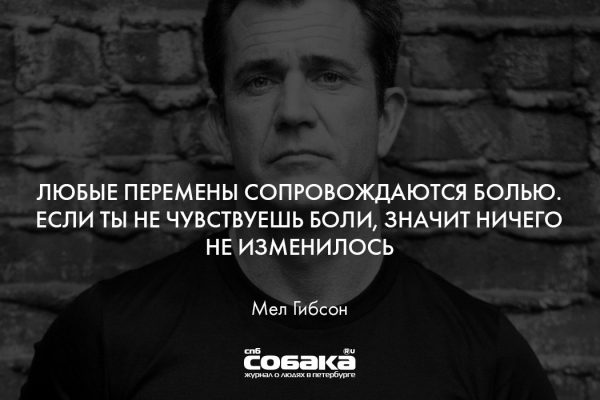 ЛЮБЫЕ ПЕРЕМЕНЫ СОПРОВОЖДАЮТСЯ БОЛЬЮ.
ЕСЛИ ТЫ НЕ ЧУВСТВУЕШЬ БОЛИ, ЗНАЧИТ НИЧЕГО
НЕ ИЗМЕНИЛОСЬ
Мел Гибсон
спб
собака ®u
журнал о людях в петербурге